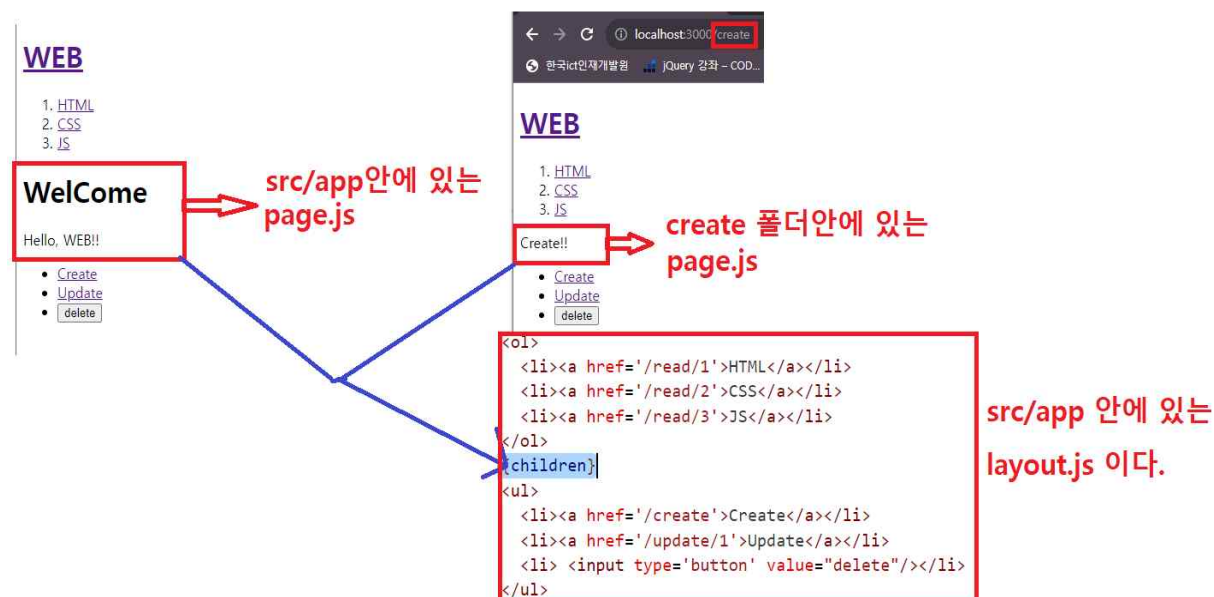 WEB
1. HTML
2. CSS
3. JS
WelCome
Hello, WEB!!
• Create
• Update
• delete
src/app안에 있는
page.js
localhost:3000/create
한국ict인재개발원 jQuery 강좌 – COD...
WEB
1. HTML
2. CSS
3. JS
Create!!
• Create
• Update
• delete
create 폴더안에 있는
page.js
<ol>
<li><a href='/read/1'>HTML</a></li>
<li><a href='/read/2'>CSS</a></li>
<li><a href='/read/3'>JS</a></li>
</ol>
{children}
<ul>
<li><a href='/create'>Create</a></li>
<li><a href='/update/1'>Update</a></li>
<li> <input type='button' value="delete"/></li>
</ul>
src/app 안에 있는
layout.js 이다.